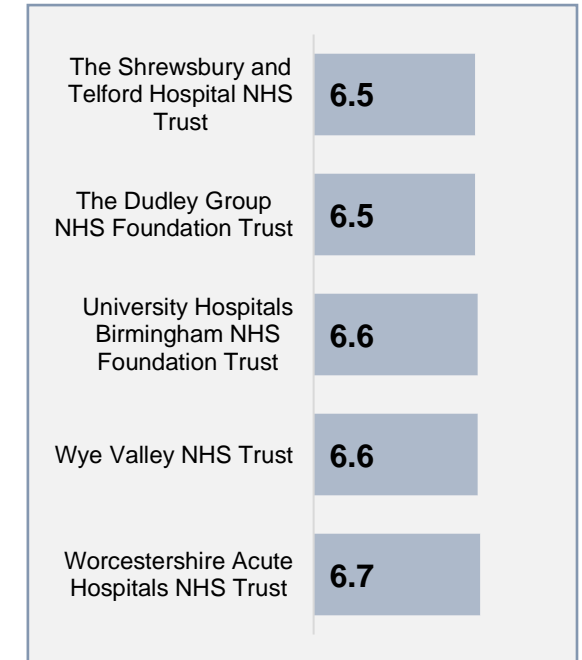 The Shrewsbury and
Telford Hospital NHS
Trust
6.5
The Dudley Group
NHS Foundation Trust
6.5
University Hospitals
Birmingham NHS
Foundation Trust
6.6
Wye Valley NHS Trust
6.6
Worcestershire Acute
Hospitals NHS Trust
6.7